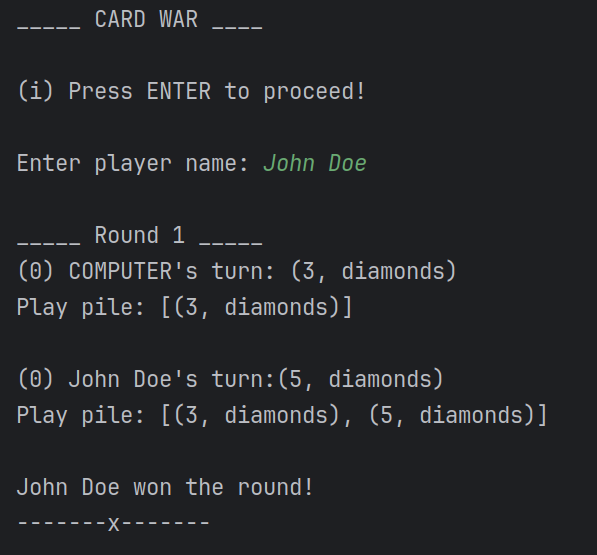 _____ CARD WAR ____
(i) Press ENTER to proceed!
Enter player name: John Doe
_____ Round 1 _____
(0) COMPUTER's turn: (3, diamonds)
Play pile: [(3, diamonds)]
(0) John Doe's turn:(5, diamonds)
Play pile: [(3, diamonds), (5, diamonds)]
John Doe won the round!
-------x-------